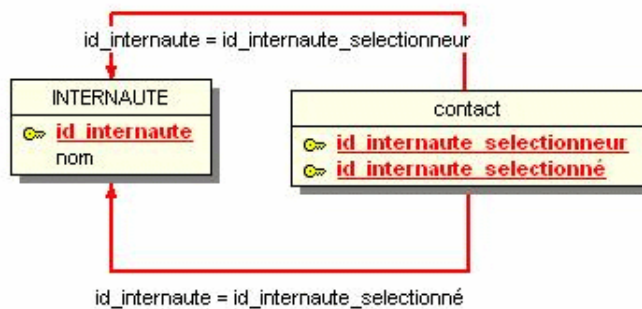 id_internaute = id_internaute_selectionneur
INTERNAUTE
id_internaute
nom
contact
id_internaute_selectionneur
id_internaute_selectionné
id_internaute = id_internaute_selectionné